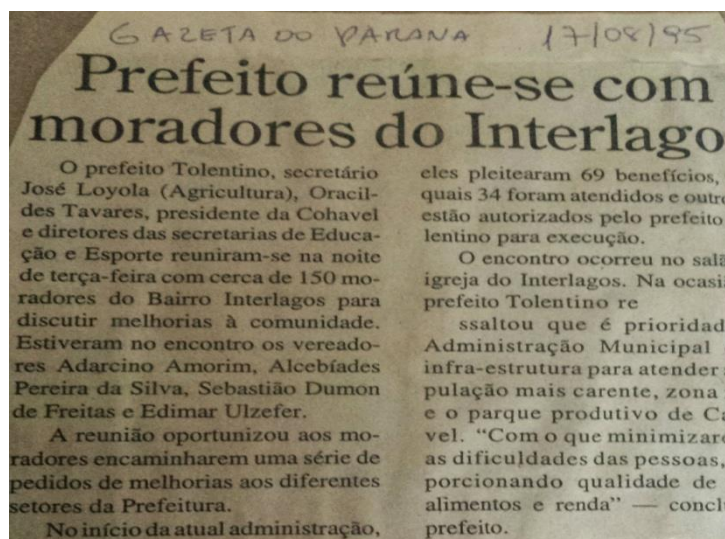 GAZETA DO PARANA 17/08/95
Prefeito reúne-se com
moradores do Interlago
O prefeito Tolentino, secretário
José Loyola (Agricultura), Oracil-
des Tavares, presidente da Cohavel
e diretores das secretarias de Educa-
ção e Esporte reuniram-se na noite
de terça-feira com cerca de 150 mo-
radores do Bairro Interlagos para
discutir melhorias à comunidade.
Estiveram no encontro os vereado-
res Adarcino Amorim, Alcebíades
Pereira da Silva, Sebastião Dumon
de Freitas e Edimar Ulzefer.
A reunião oportunizou aos mo-
radores encaminharem uma série de
pedidos de melhorias aos diferentes
setores da Prefeitura.
No início da atual administração,
eles pleitearam 69 benefícios,
quais 34 foram atendidos e outro
estão autorizados pelo prefeito
lentino para execução.
O encontro ocorreu no salã
igreja do Interlagos. Na ocasiã
prefeito Tolentino re
ssaltou que é prioridad
Administração Municipal
infra-estrutura para atender
pulação mais carente, zona
e o parque produtivo de Ca
vel. “Com o que minimizare
as dificuldades das pessoas,
porcionando qualidade de
alimentos e renda” — conclu
prefeito.